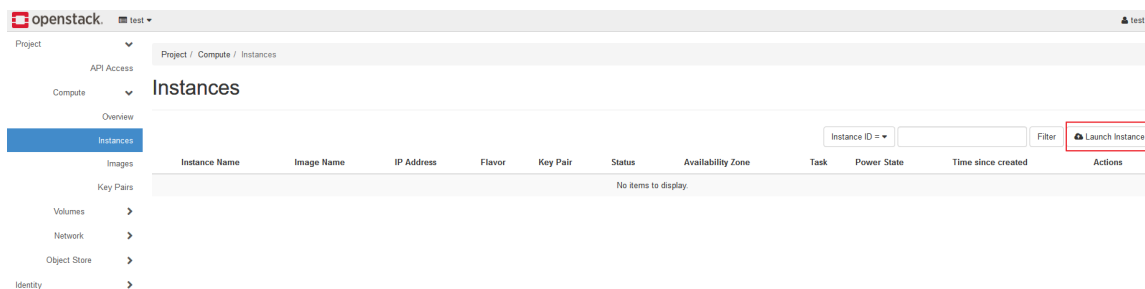 openstack. test test
Project
API Access
Compute
Overview
Instances
Images
Key Pairs
Volumes
Network
Object Store
Identity
Project / Compute / Instances
Instances
Instance ID = Filter Launch Instance
Instance Name Image Name IP Address Flavor Key Pair Status Availability Zone Task Power State Time since created Actions
No items to display.